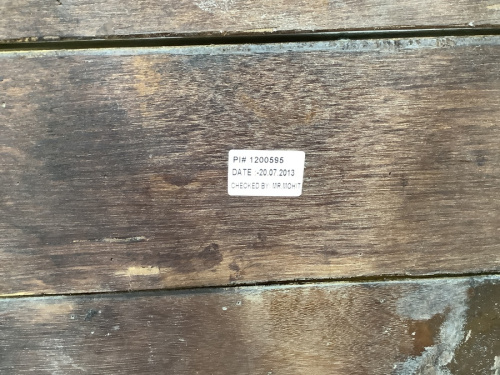 PI# 1200595
DATE :-20.07.2013
CHECKED BY: MR.MOHIT